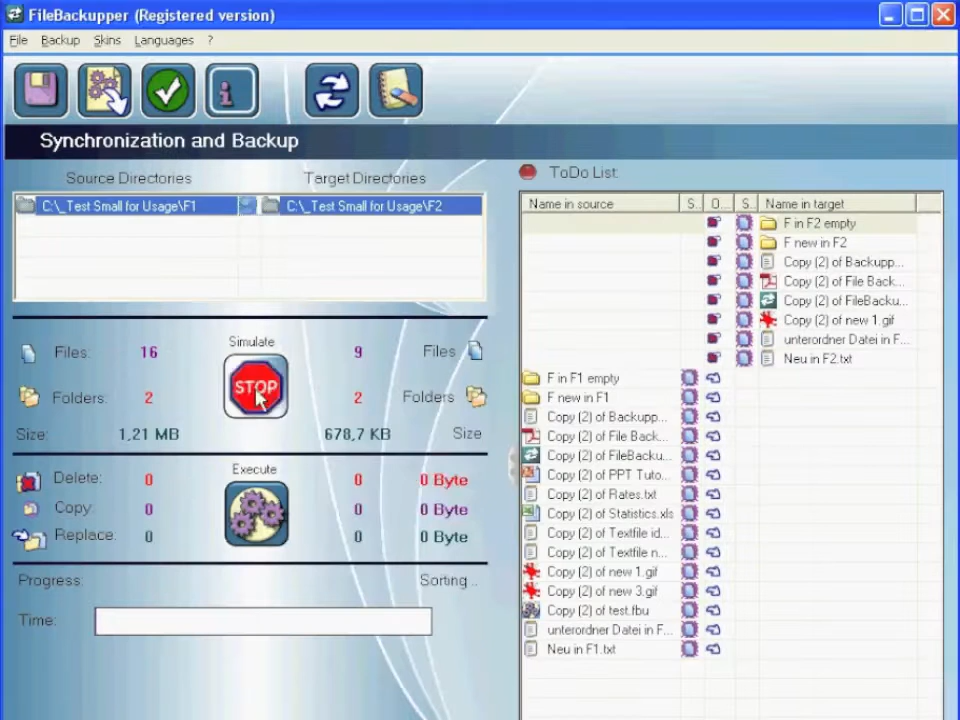 FileBackupper (Registered version)
File Backup Skins Languages ?
Synchronization and Backup
Source Directories Target Directories
C:\_Test Small for Usage\F1 C:\_Test Small for Usage\F2
Files: 16 Simulate 9 Files
STOP
Folders: 2 2 Folders
Size: 1,21 MB 678,7 KB Size
Execute
Delete: 0 0 0 Byte
Copy: 0 0 0 Byte
Replace: 0 0 0 Byte
Progress: Sorting ..
Time:
ToDo List:
Name in source S.. O... S.. Name in target
F in F2 empty
F new in F2
Copy (2) of Backupp...
Copy (2) of File Back...
Copy (2) of FileBacku...
Copy (2) of new 1.gif
unterordner Datei in F...
Neu in F2.txt
F in F1 empty
F new in F1
Copy (2) of Backupp...
Copy (2) of File Back...
Copy (2) of FileBacku...
Copy (2) of PPT Tuto...
Copy (2) of Rates.txt
Copy (2) of Statistics.xls
Copy (2) of Textfile id...
Copy (2) of Textfile n...
Copy (2) of new 1.gif
Copy (2) of new 3.gif
Copy (2) of test.fbu
unterordner Datei in F...
Neu in F1.txt